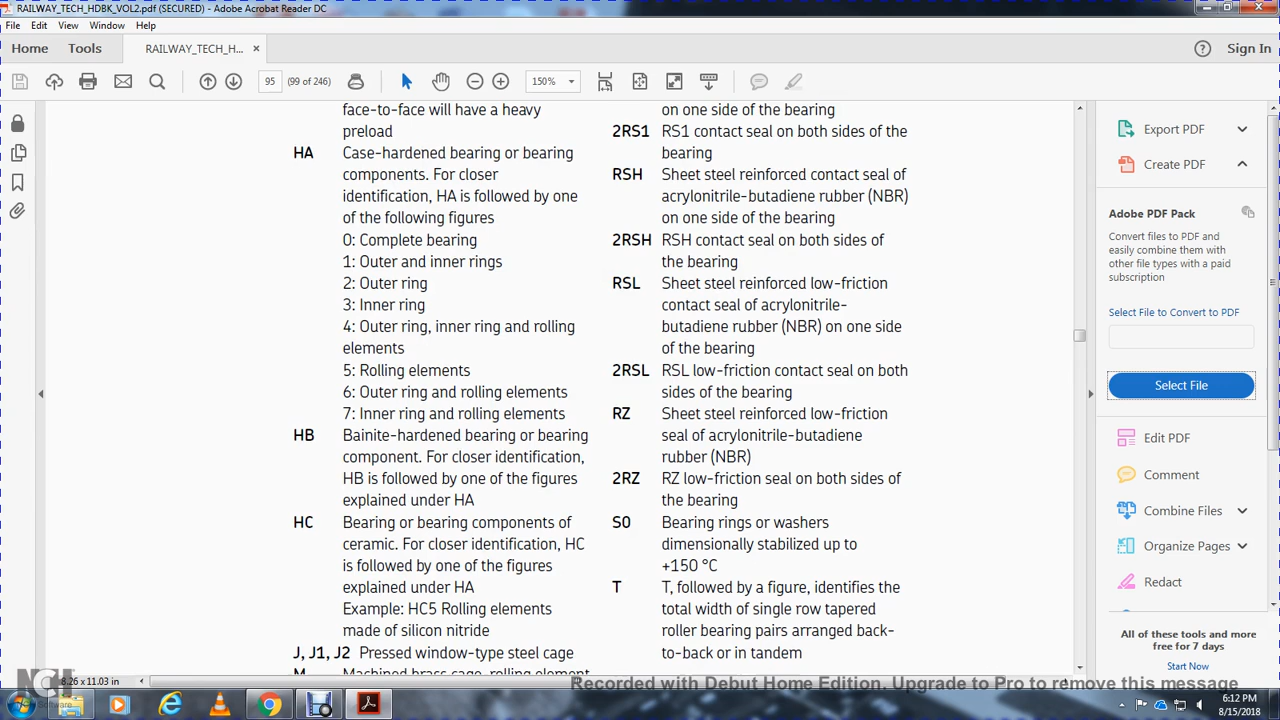 RAILWAY_TECH_HDBK_VOL2.pdf (SECURED) - Adobe Acrobat Reader DC
File Edit View Window Help
Home Tools RAILWAY_TECH_H... × Sign In
95 (99 of 246) 150%
face-to-face will have a heavy
preload
HA Case-hardened bearing or bearing
components. For closer
identification, HA is followed by one
of the following figures
0: Complete bearing
1: Outer and inner rings
2: Outer ring
3: Inner ring
4: Outer ring, inner ring and rolling
elements
5: Rolling elements
6: Outer ring and rolling elements
7: Inner ring and rolling elements
HB Bainite-hardened bearing or bearing
component. For closer identification,
HB is followed by one of the figures
explained under HA
HC Bearing or bearing components of
ceramic. For closer identification, HC
is followed by one of the figures
explained under HA
Example: HC5 Rolling elements
made of silicon nitride
J, J1, J2 Pressed window-type steel cage
M Machined brass cage, rolling element
on one side of the bearing
2RS1 RS1 contact seal on both sides of the
bearing
RSH Sheet steel reinforced contact seal of
acrylonitrile-butadiene rubber (NBR)
on one side of the bearing
2RSH RSH contact seal on both sides of
the bearing
RSL Sheet steel reinforced low-friction
contact seal of acrylonitrile-
butadiene rubber (NBR) on one side
of the bearing
2RSL RSL low-friction contact seal on both
sides of the bearing
RZ Sheet steel reinforced low-friction
seal of acrylonitrile-butadiene
rubber (NBR)
2RZ RZ low-friction seal on both sides of
the bearing
S0 Bearing rings or washers
dimensionally stabilized up to
+150 °C
T T, followed by a figure, identifies the
total width of single row tapered
roller bearing pairs arranged back-
to-back or in tandem
Export PDF
Create PDF
Adobe PDF Pack
Convert files to PDF and
easily combine them with
other file types with a paid
subscription
Select File to Convert to PDF
Select File
Edit PDF
Comment
Combine Files
Organize Pages
Redact
All of these tools and more
free for 7 days
Start Now
8.26 x 11.03 in
NCH Software
Recorded with Debut Home Edition. Upgrade to Pro to remove this message
6:12 PM
8/15/2018